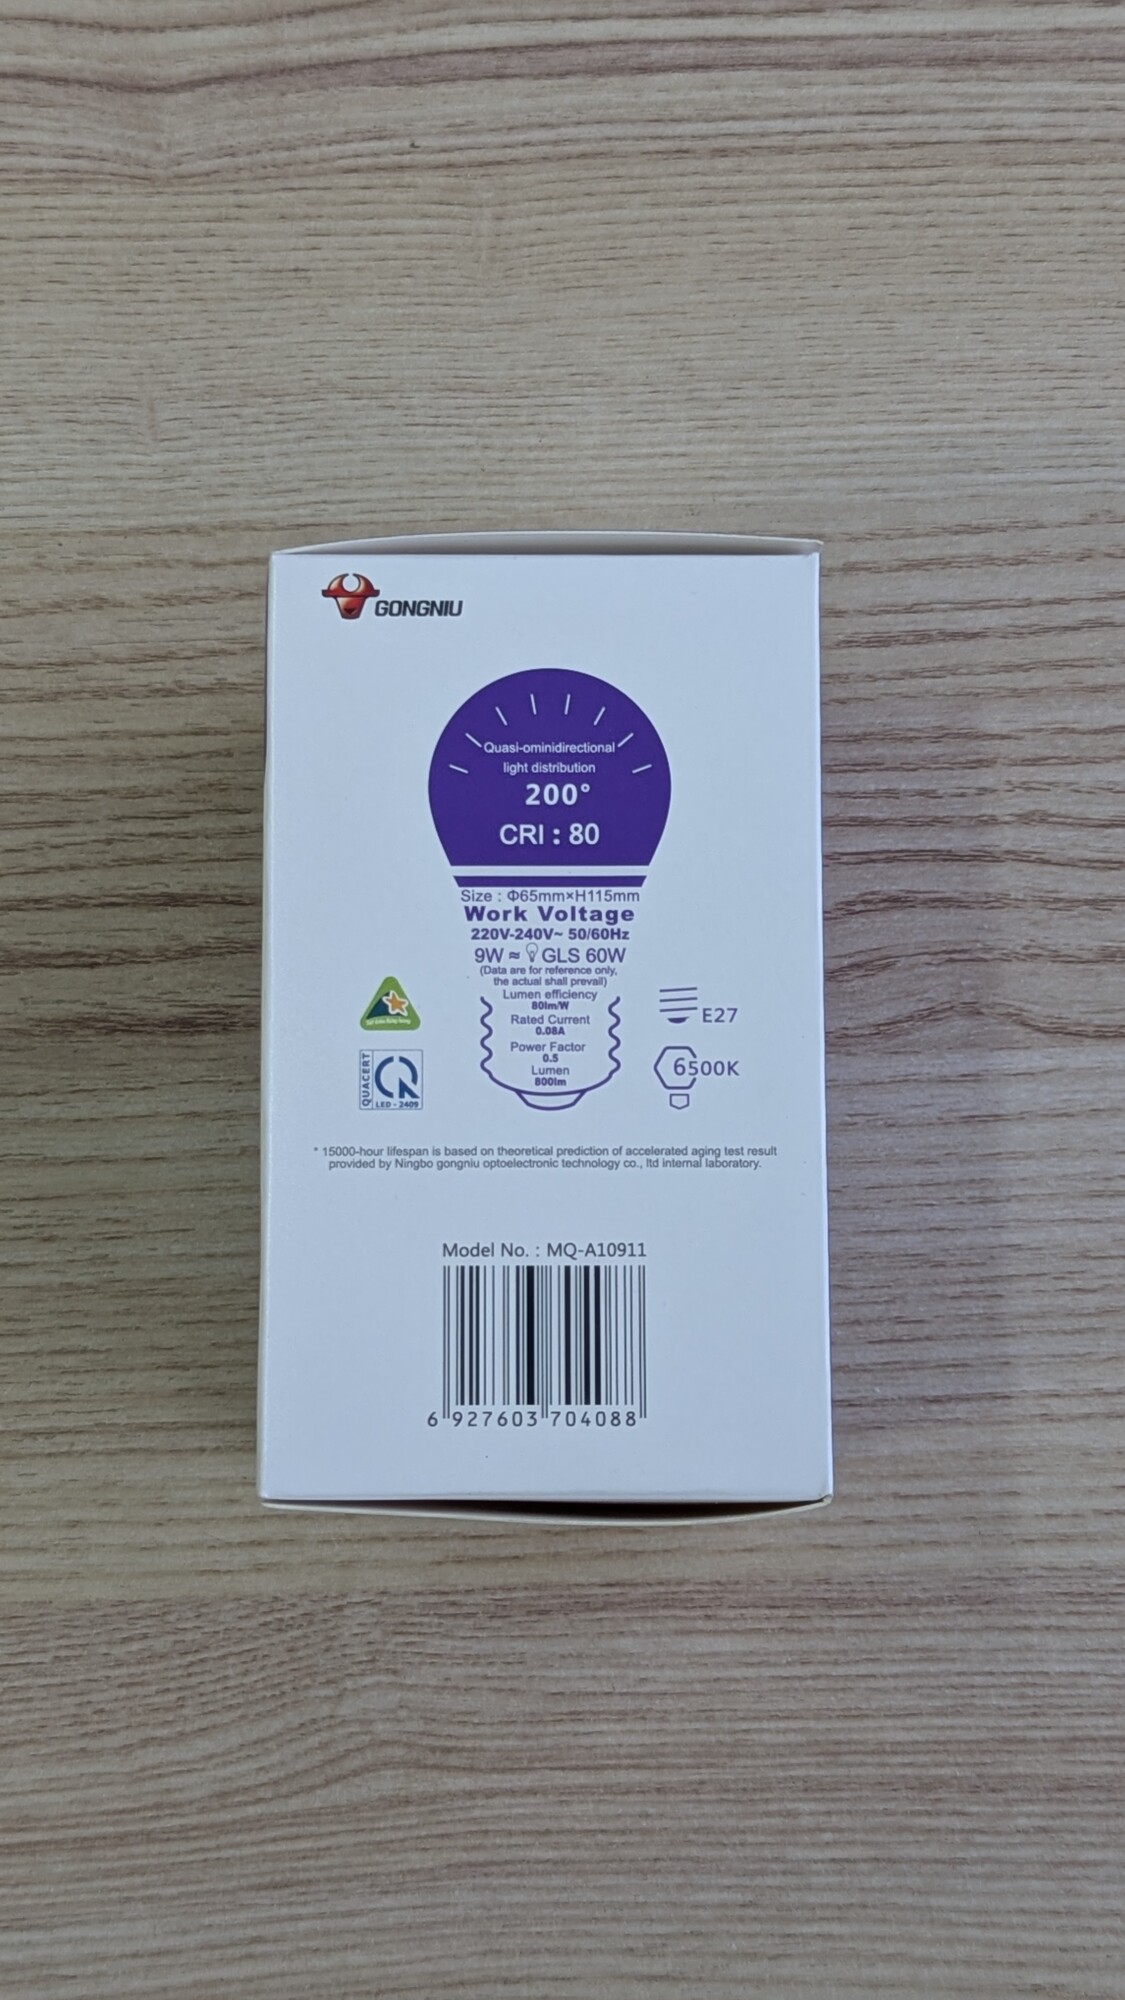 GONGNIU
Quasi-ominidirectional
light distribution
200°
CRI : 80
Size : Φ65mm×H115mm
Work Voltage
220V-240V~ 50/60Hz
9W ≈ GLS 60W
(Data are for reference only,
the actual shall prevail)
Lumen efficiency
80lm/W
Rated Current
0.08A
Power Factor
0.5
Lumen
800lm
QUACERT
LED - 2409
E27
6500K
* 15000-hour lifespan is based on theoretical prediction of accelerated aging test result
provided by Ningbo gongniu optoelectronic technology co., ltd internal laboratory.
Model No. : MQ-A10911
6 927603 704088